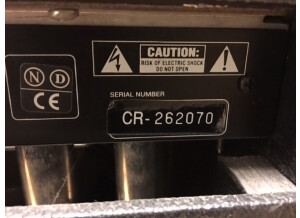 CAUTION:
RISK OF ELECTRIC SHOCK
DO NOT OPEN
N D
CE
SERIAL NUMBER
CR-262070